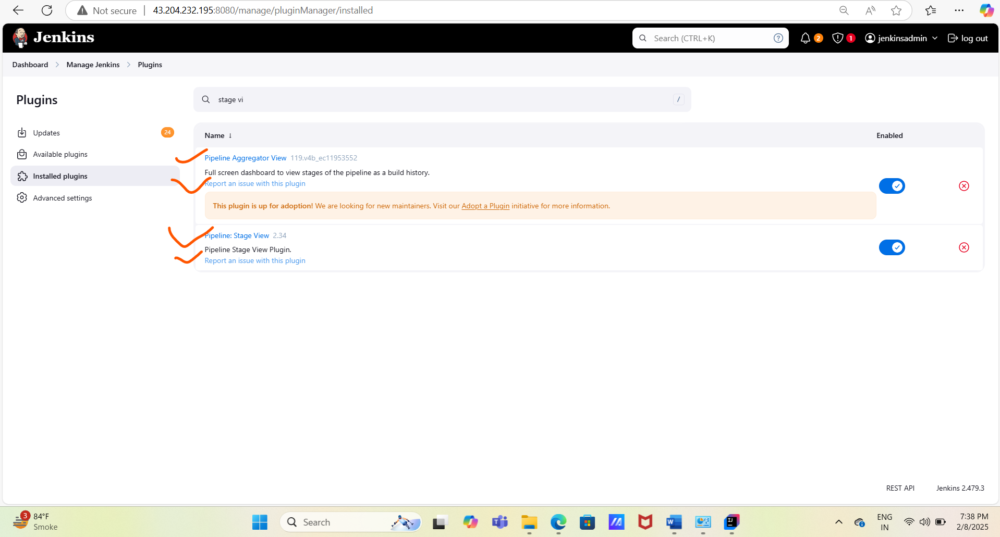 Not secure | 43.204.232.195:8080/manage/pluginManager/installed
Jenkins
Search (CTRL+K)
?
2
1
jenkinsadmin
log out
Dashboard > Manage Jenkins > Plugins
Plugins
stage vi
/
Updates
24
Available plugins
Installed plugins
Advanced settings
Name ↓
Enabled
Pipeline Aggregator View 119.v4b_ec11953552
Full screen dashboard to view stages of the pipeline as a build history.
Report an issue with this plugin
This plugin is up for adoption! We are looking for new maintainers. Visit our Adopt a Plugin initiative for more information.
Pipeline: Stage View 2.34
Pipeline Stage View Plugin.
Report an issue with this plugin
REST API
Jenkins 2.479.3
3
84°F
Smoke
Search
ENG
IN
7:38 PM
2/8/2025